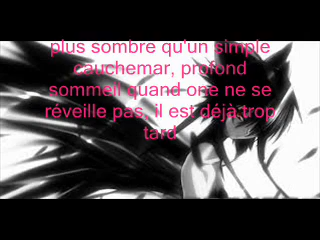 plus sombre qu'un simple
cauchemar, profond
sommeil quand one ne se
réveille pas, il est déjà trop
tard